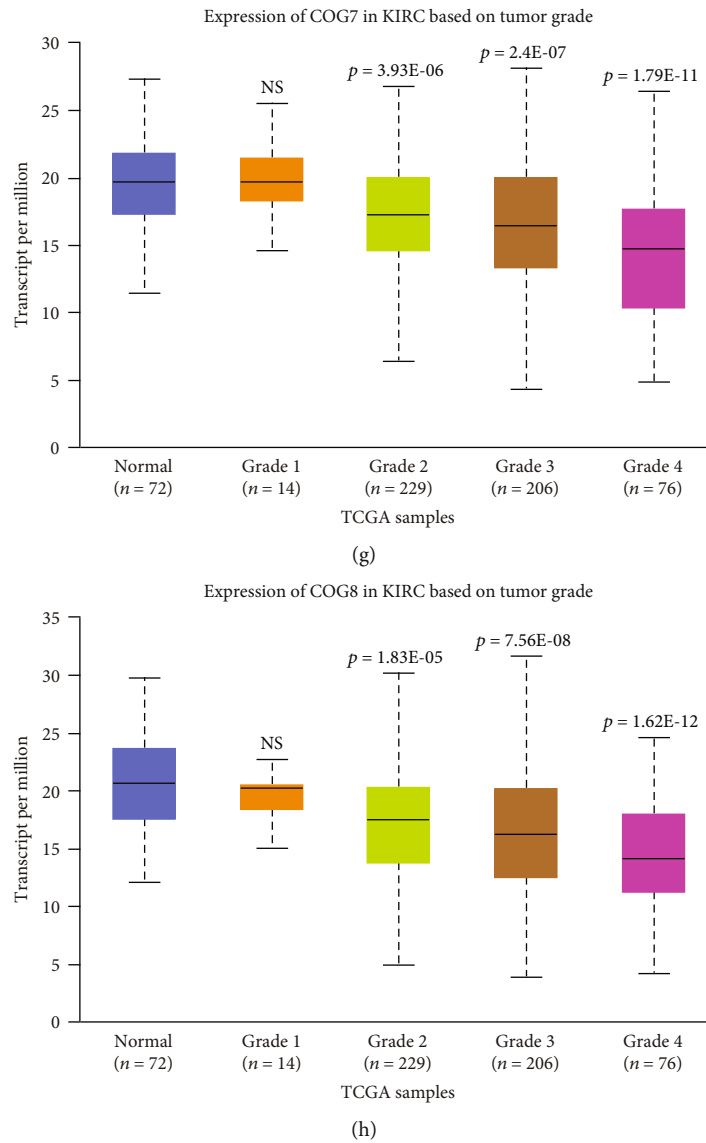 Expression of COG7 in KIRC based on tumor grade
Transcript per million
30
25
20
15
10
5
0
NS
p = 3.93E-06
p = 2.4E-07
p = 1.79E-11
Normal Grade 1 Grade 2 Grade 3 Grade 4
(n = 72) (n = 14) (n = 229) (n = 206) (n = 76)
TCGA samples
(g)
Expression of COG8 in KIRC based on tumor grade
Transcript per million
35
30
25
20
15
10
5
0
NS
p = 1.83E-05
p = 7.56E-08
p = 1.62E-12
Normal Grade 1 Grade 2 Grade 3 Grade 4
(n = 72) (n = 14) (n = 229) (n = 206) (n = 76)
TCGA samples
(h)